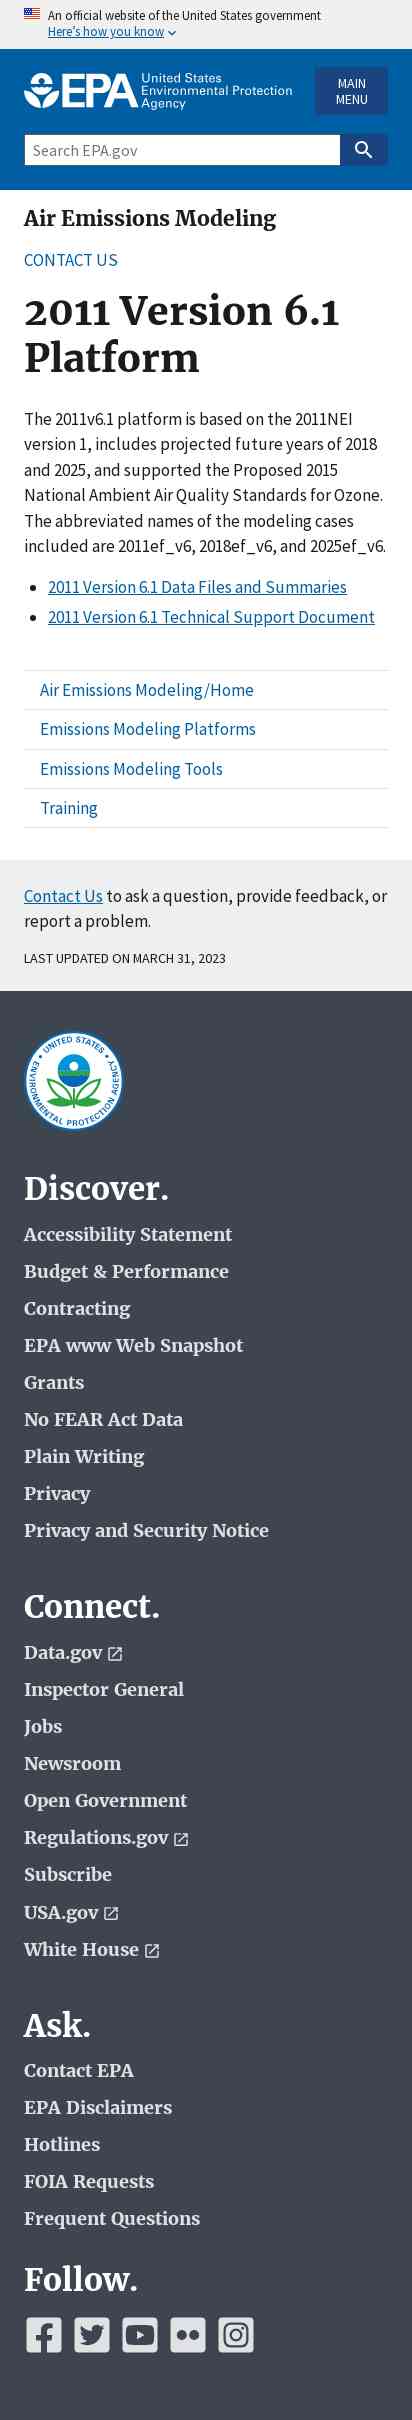 An official website of the United States government
Here's how you know
EPA United States
Environmental Protection
Agency
MAIN
MENU
Search EPA.gov
Air Emissions Modeling
CONTACT US
2011 Version 6.1
Platform
The 2011v6.1 platform is based on the 2011NEI
version 1, includes projected future years of 2018
and 2025, and supported the Proposed 2015
National Ambient Air Quality Standards for Ozone.
The abbreviated names of the modeling cases
included are 2011ef_v6, 2018ef_v6, and 2025ef_v6.
2011 Version 6.1 Data Files and Summaries
2011 Version 6.1 Technical Support Document
Air Emissions Modeling/Home
Emissions Modeling Platforms
Emissions Modeling Tools
Training
Contact Us to ask a question, provide feedback, or
report a problem.
LAST UPDATED ON MARCH 31, 2023
UNITED STATES
ENVIRONMENTAL PROTECTION AGENCY
Discover.
Accessibility Statement
Budget & Performance
Contracting
EPA www Web Snapshot
Grants
No FEAR Act Data
Plain Writing
Privacy
Privacy and Security Notice
Connect.
Data.gov
Inspector General
Jobs
Newsroom
Open Government
Regulations.gov
Subscribe
USA.gov
White House
Ask.
Contact EPA
EPA Disclaimers
Hotlines
FOIA Requests
Frequent Questions
Follow.